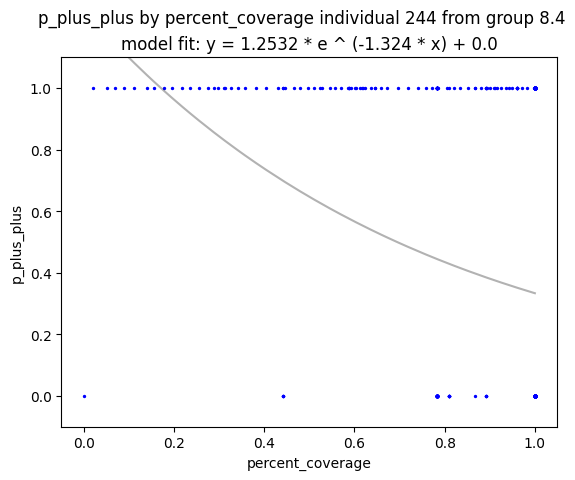 p_plus_plus by percent_coverage individual 244 from group 8.4
model fit: y = 1.2532 * e ^ (-1.324 * x) + 0.0
1.0
0.8
0.6
0.4
0.2
0.0
p_plus_plus
0.0 0.2 0.4 0.6 0.8 1.0
percent_coverage